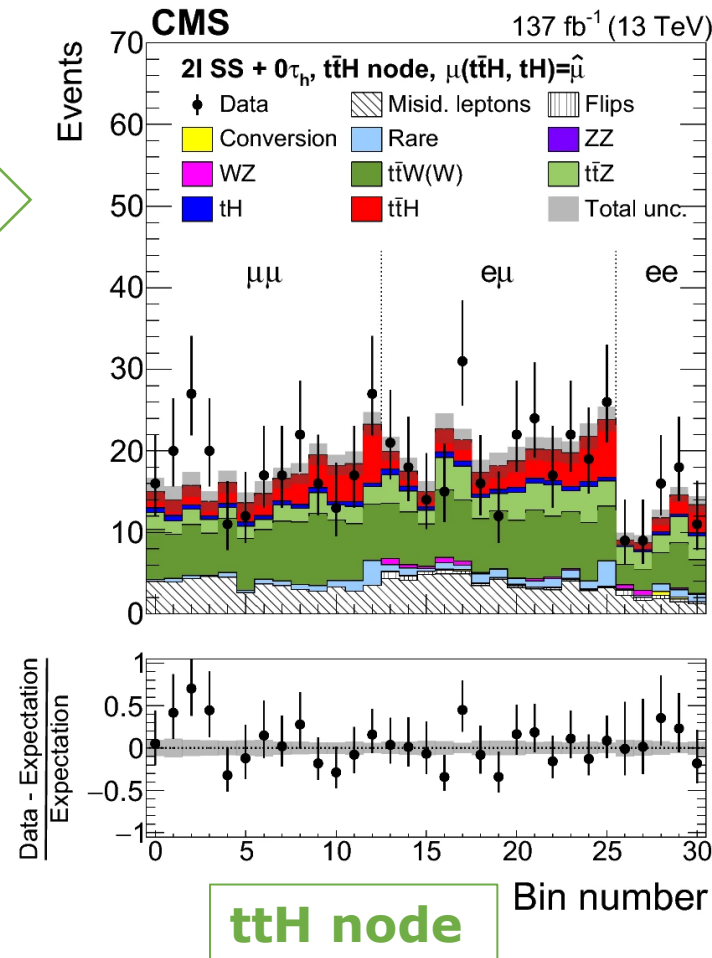 CMS 137 fb⁻¹ (13 TeV)
Events
2l SS + 0τₕ, tt̄H node, μ(tt̄H, tH)=μ̂
Data Misid. leptons Flips
Conversion Rare ZZ
WZ tt̄W(W) tt̄Z
tH tt̄H Total unc.
μμ eμ ee
70
60
50
40
30
20
10
0
Data - Expectation
Expectation
1
0.5
0
−0.5
−1
0 5 10 15 20 25 30
Bin number
ttH node